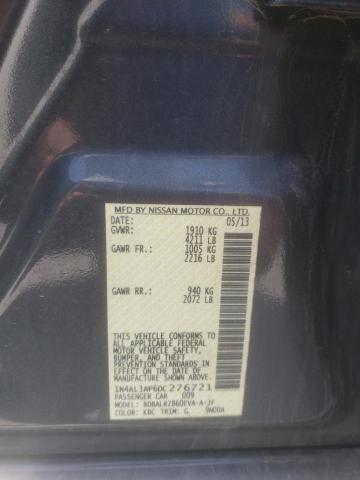 MFD BY NISSAN MOTOR CO., LTD.
DATE: 05/13
GVWR: 1910 KG
4211 LB
GAWR FR: 1005 KG
2216 LB
GAWR RR: 940 KG
2072 LB
THIS VEHICLE CONFORMS TO
ALL APPLICABLE FEDERAL
MOTOR VEHICLE SAFETY,
BUMPER, AND THEFT
PREVENTION STANDARDS
IN EFFECT ON THE DATE OF
MANUFACTURE SHOWN ABOVE.
1N4AL3AP6DC276721
PASSENGER CAR 009
MODEL:
COLOR: KBC TRIM: G